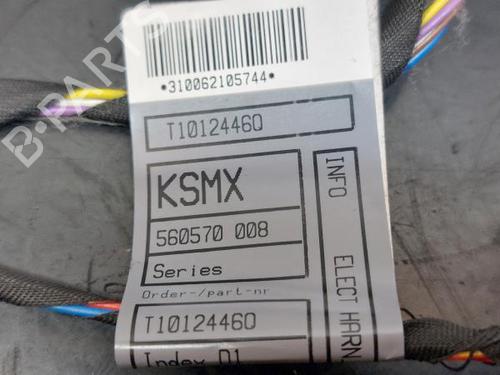 *310062105744*
T10124460
KSMX
560570 008
Series
Order-/part-nr
T10124460
Index 01
INFO
ELECT HARN
B-PARTS